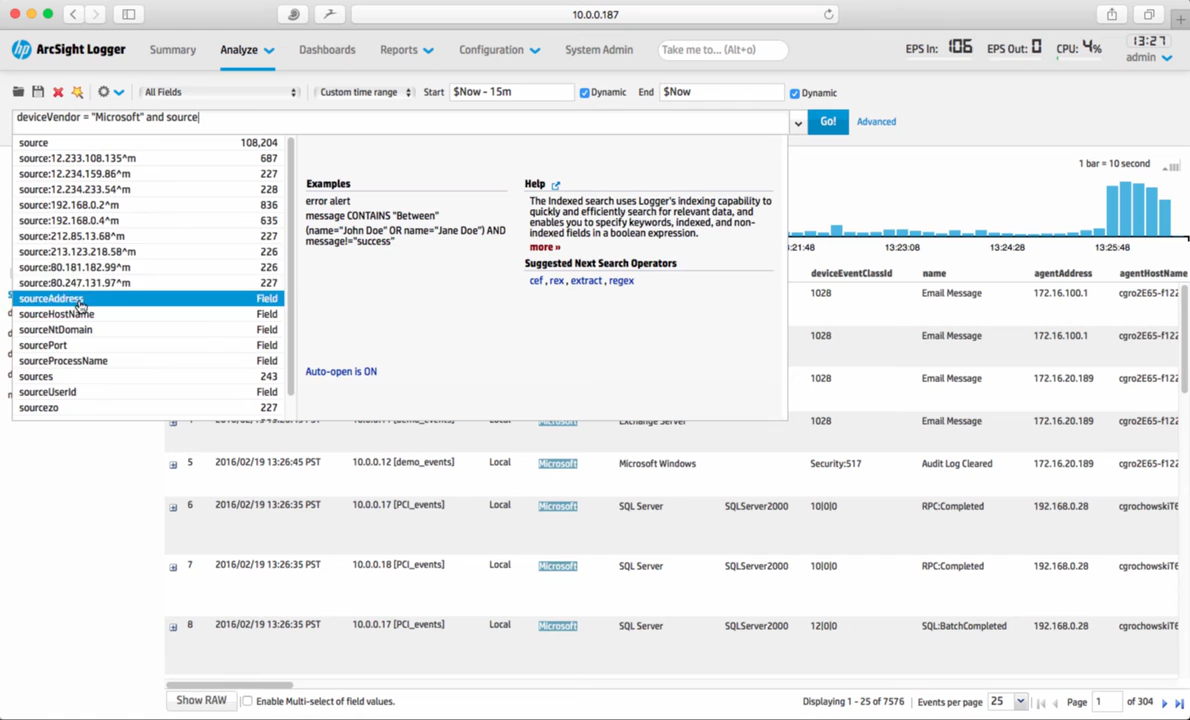 10.0.0.187
hp ArcSight Logger Summary Analyze Dashboards Reports Configuration System Admin Take me to... (Alt+o) EPS In: 106 EPS Out: 0 CPU: 4% 13:27
admin
All Fields Custom time range Start $Now - 15m Dynamic End $Now Dynamic
deviceVendor = "Microsoft" and source
Go! Advanced
source 108,204
source:12.233.108.135^m 687
source:12.234.159.86^m 227
source:12.234.233.54^m 228
source:192.168.0.2^m 836
source:192.168.0.4^m 635
source:212.85.13.68^m 227
source:213.123.218.58^m 226
source:80.181.182.99^m 226
source:80.247.131.97^m 227
sourceAddress Field
sourceHostName Field
sourceNtDomain Field
sourcePort Field
sourceProcessName Field
sources 243
sourceUserId Field
sourcezo 227
Examples
error alert
message CONTAINS "Between"
(name="John Doe" OR name="Jane Doe") AND
message!="success"
Auto-open is ON
Help
The Indexed search uses Logger's indexing capability to
quickly and efficiently search for relevant data, and
enables you to specify keywords, indexed, and non-
indexed fields in a boolean expression.
more »
Suggested Next Search Operators
cef , rex , extract , regex
1 bar = 10 second
:21:48 13:23:08 13:24:28 13:25:48
deviceEventClassId name agentAddress agentHostName
1028 Email Message 172.16.100.1 cgro2E65-f122
1028 Email Message 172.16.100.1 cgro2E65-f122
1028 Email Message 172.16.20.189 cgro2E65-f122
1028 Email Message 172.16.20.189 cgro2E65-f122
5 2016/02/19 13:26:45 PST 10.0.0.12 [demo_events] Local Microsoft Microsoft Windows Security:517 Audit Log Cleared 172.16.20.189 cgro2E65-f122
6 2016/02/19 13:26:35 PST 10.0.0.17 [PCI_events] Local Microsoft SQL Server SQLServer2000 10|0|0 RPC:Completed 192.168.0.28 cgrochowskiT6
7 2016/02/19 13:26:35 PST 10.0.0.18 [PCI_events] Local Microsoft SQL Server SQLServer2000 10|0|0 RPC:Completed 192.168.0.28 cgrochowskiT6
8 2016/02/19 13:26:35 PST 10.0.0.17 [PCI_events] Local Microsoft SQL Server SQLServer2000 12|0|0 SQL:BatchCompleted 192.168.0.28 cgrochowskiT6
Show RAW Enable Multi-select of field values. Displaying 1 - 25 of 7576 Events per page 25 Page 1 of 304